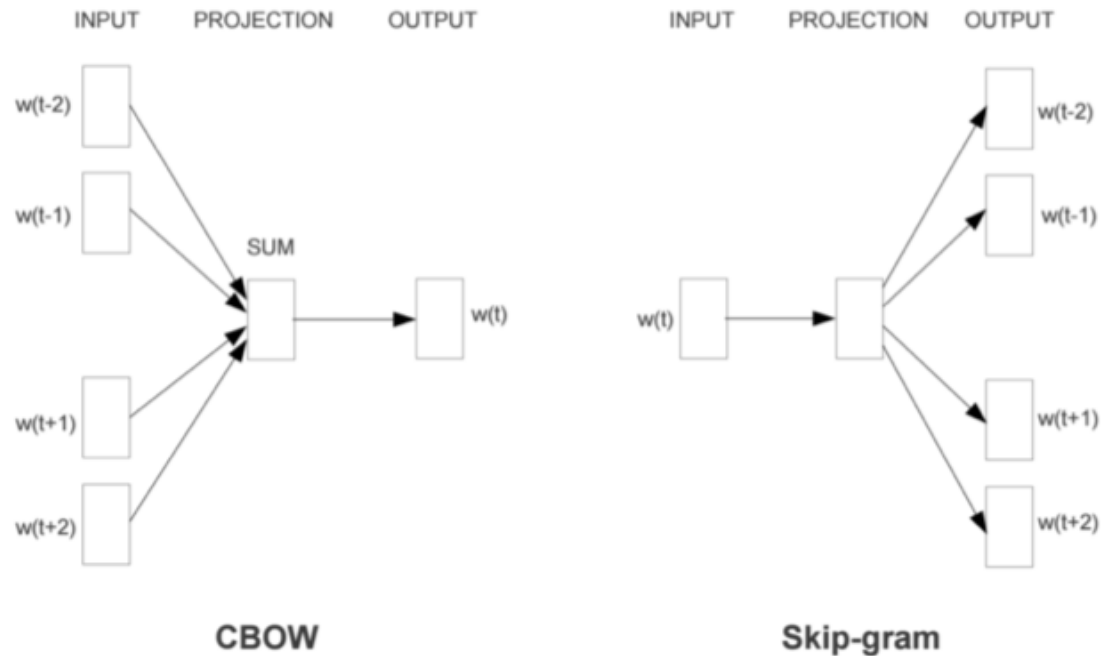 INPUT PROJECTION OUTPUT
w(t-2)
w(t-1)
SUM
w(t)
w(t+1)
w(t+2)
CBOW
INPUT PROJECTION OUTPUT
w(t-2)
w(t-1)
w(t)
w(t+1)
w(t+2)
Skip-gram